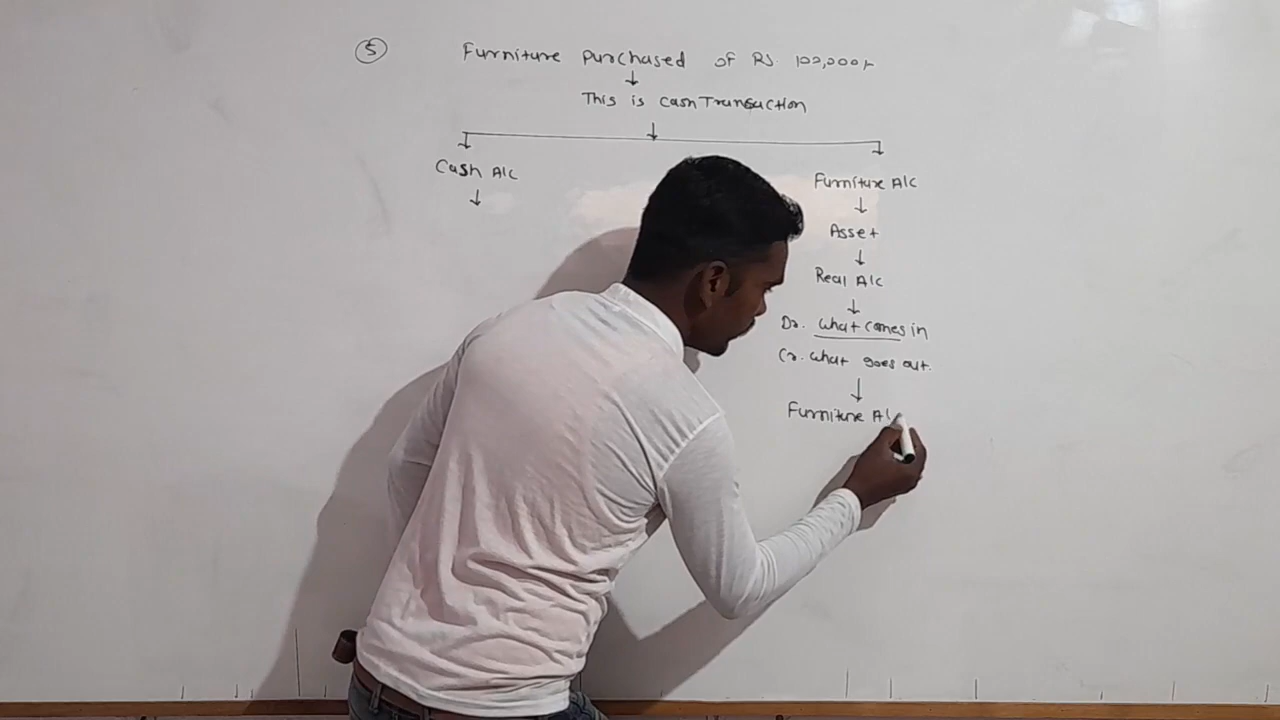 5 Furniture purchased of RS. 100,000/-
This is cash Transaction
Cash A/C
Furniture A/C
Asset
Real A/C
Dr. what comes in
Cr. what goes out.
Furniture A/C